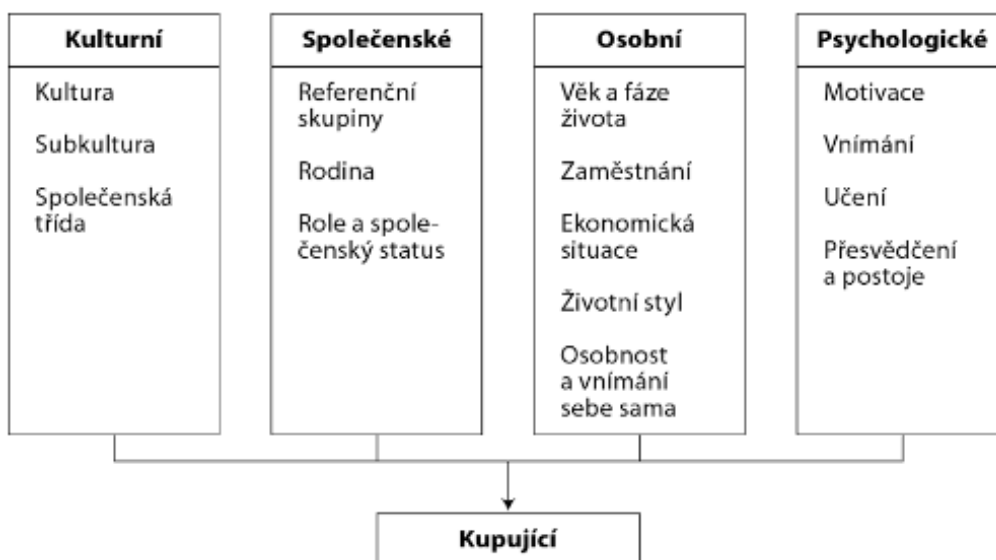 Kulturní
Kultura
Subkultura
Společenská
třída
Společenské
Referenční
skupiny
Rodina
Role a spole-
čenský status
Osobní
Věk a fáze
života
Zaměstnání
Ekonomická
situace
Životní styl
Osobnost
a vnímání
sebe sama
Psychologické
Motivace
Vnímání
Učení
Přesvědčení
a postoje
Kupující